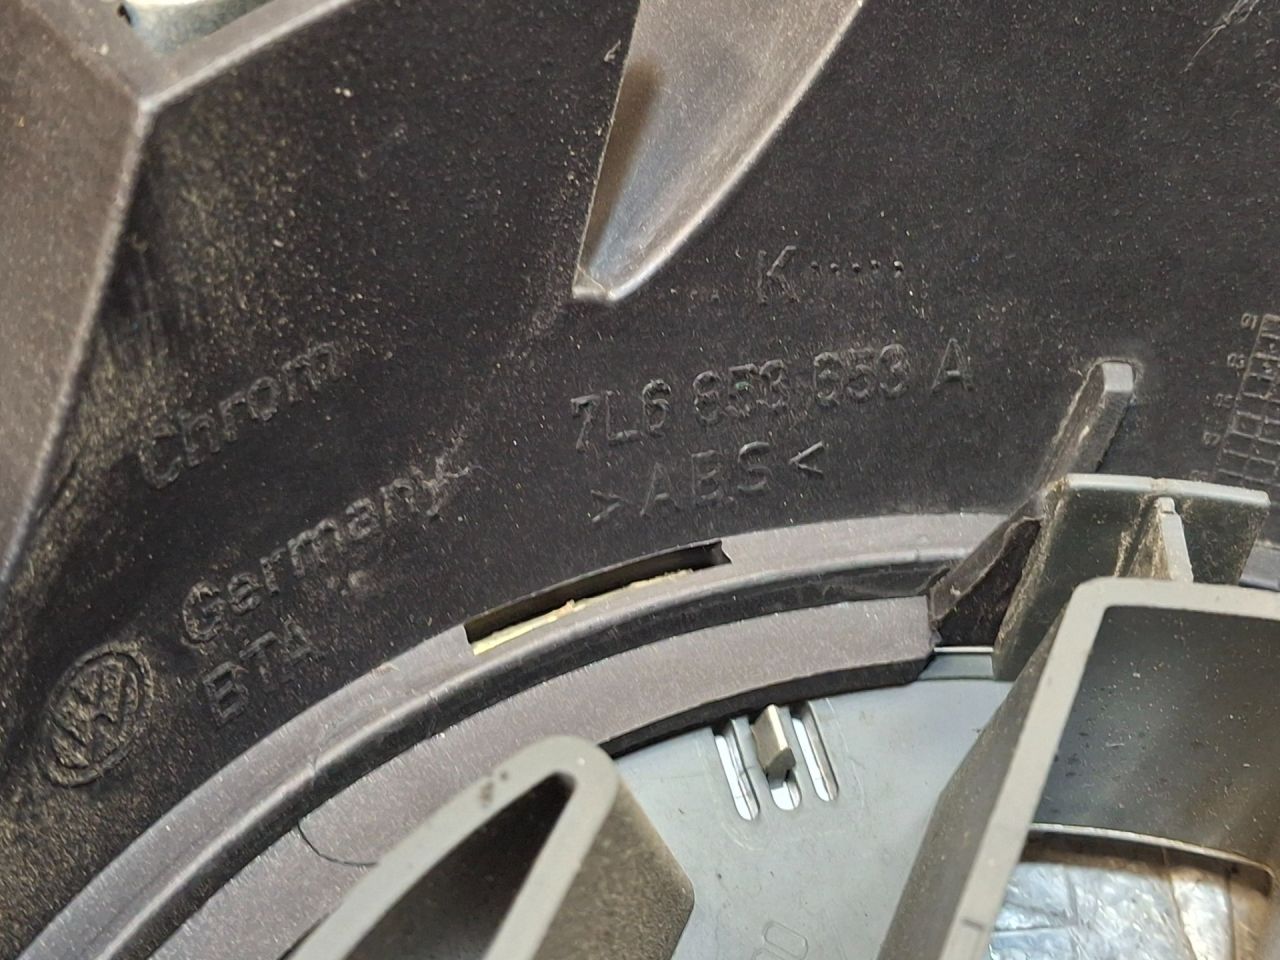 K
7L6 853 653 A
>ABS<
Chrom
Germany
BTA